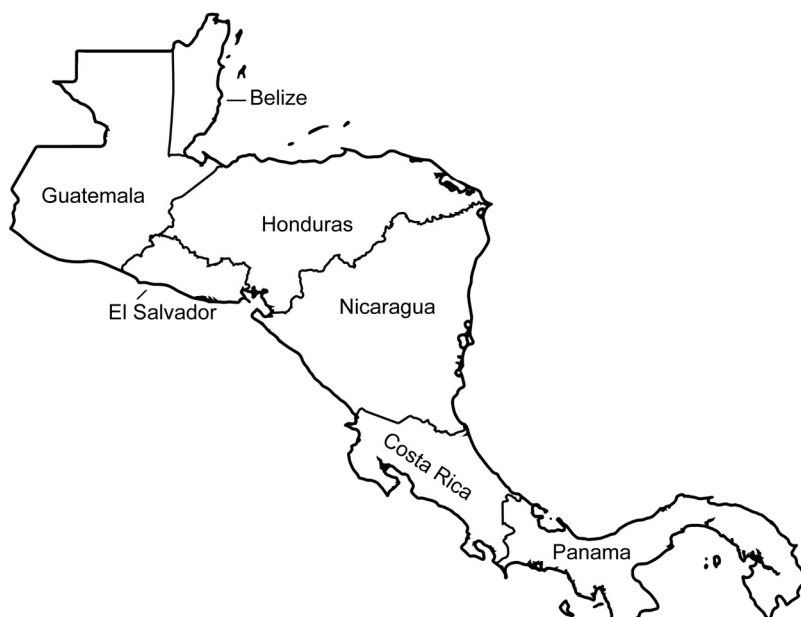 Belize
Guatemala
Honduras
El Salvador
Nicaragua
Costa Rica
Panama